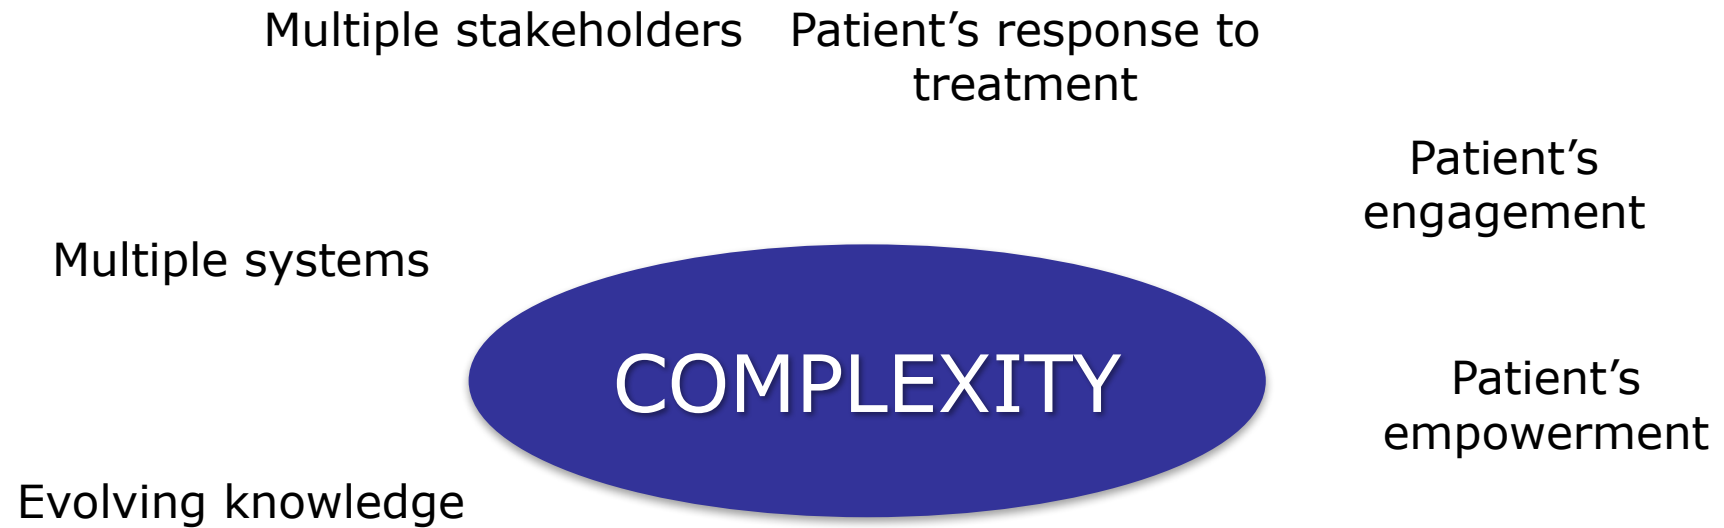 Multiple stakeholders
Patient’s response to
treatment
Patient’s
engagement
Multiple systems
COMPLEXITY
Patient’s
empowerment
Evolving knowledge